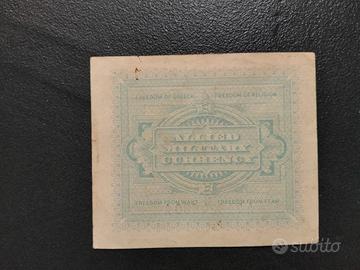 FREEDOM OF SPEECH
FREEDOM OF RELIGION
ALLIED
MILITARY
CURRENCY
FREEDOM FROM WANT
FREEDOM FROM FEAR
subito